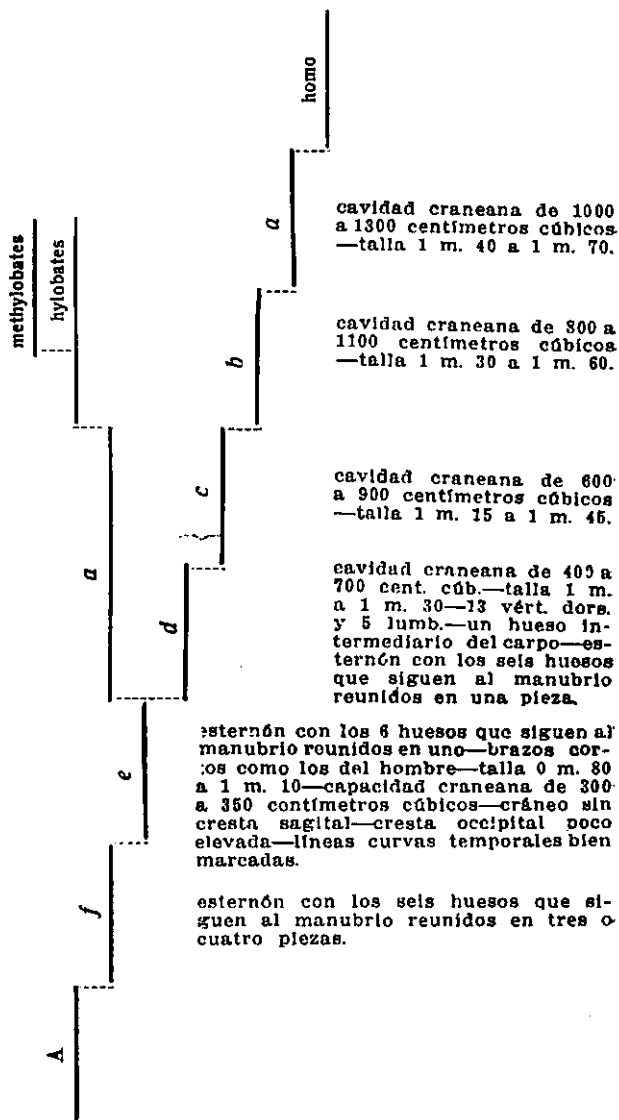 methylobates
hylobates
homo
a
cavidad craneana de 1000
a 1300 centímetros cúbicos
—talla 1 m. 40 a 1 m. 70.
b
cavidad craneana de 800 a
1100 centímetros cúbicos
—talla 1 m. 30 a 1 m. 60.
c
cavidad craneana de 600
a 900 centímetros cúbicos
—talla 1 m. 15 a 1 m. 45.
a
d
cavidad craneana de 400 a
700 cent. cúb.—talla 1 m.
a 1 m. 30—13 vért. dors.
y 5 lumb.—un hueso in-
termediario del carpo—es-
ternón con los seis huesos
que siguen al manubrio
reunidos en una pieza.
e
esternón con los 6 huesos que siguen al
manubrio reunidos en uno—brazos cor-
tos como los del hombre—talla 0 m. 80
a 1 m. 10—capacidad craneana de 300
a 350 centímetros cúbicos—cráneo sin
cresta sagital—cresta occipital poco
elevada—líneas curvas temporales bien
marcadas.
f
esternón con los seis huesos que si-
guen al manubrio reunidos en tres o
cuatro piezas.
A